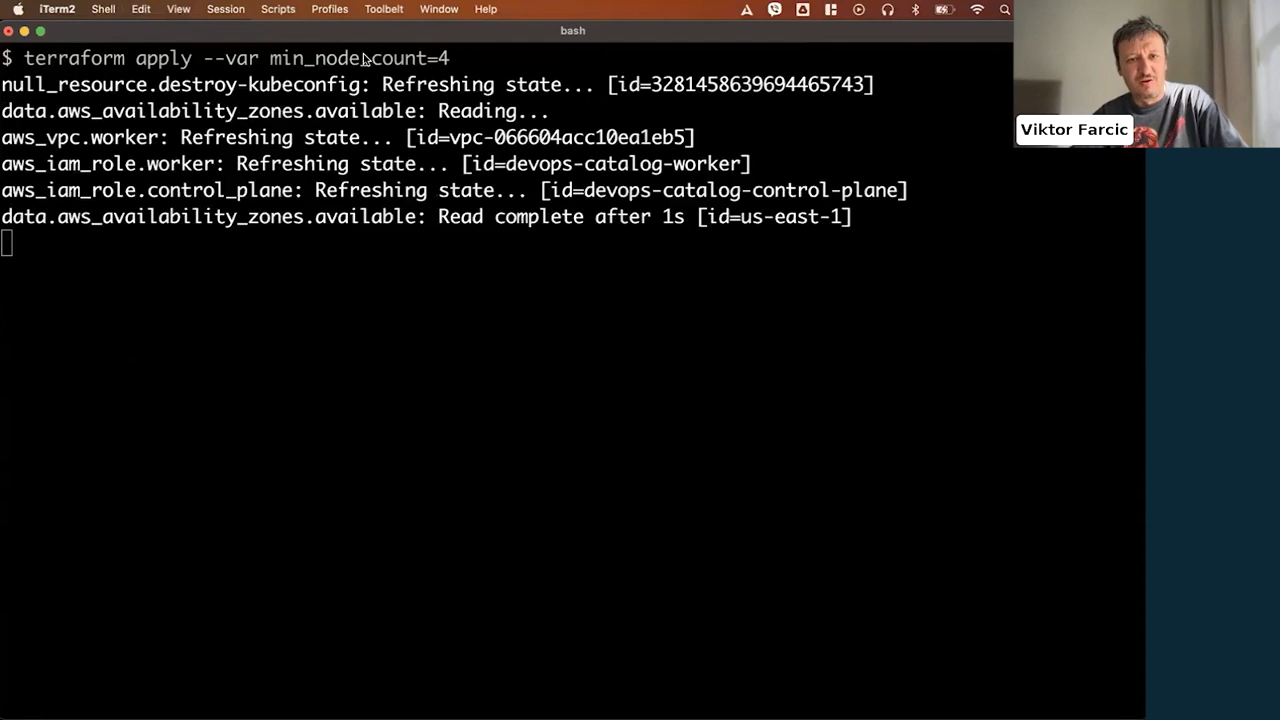 iTerm2 Shell Edit View Session Scripts Profiles Toolbelt Window Help
bash
$ terraform apply --var min_node_count=4
null_resource.destroy-kubeconfig: Refreshing state... [id=3281458639694465743]
data.aws_availability_zones.available: Reading...
aws_vpc.worker: Refreshing state... [id=vpc-066604acc10ea1eb5]
aws_iam_role.worker: Refreshing state... [id=devops-catalog-worker]
aws_iam_role.control_plane: Refreshing state... [id=devops-catalog-control-plane]
data.aws_availability_zones.available: Read complete after 1s [id=us-east-1]
Viktor Farcic